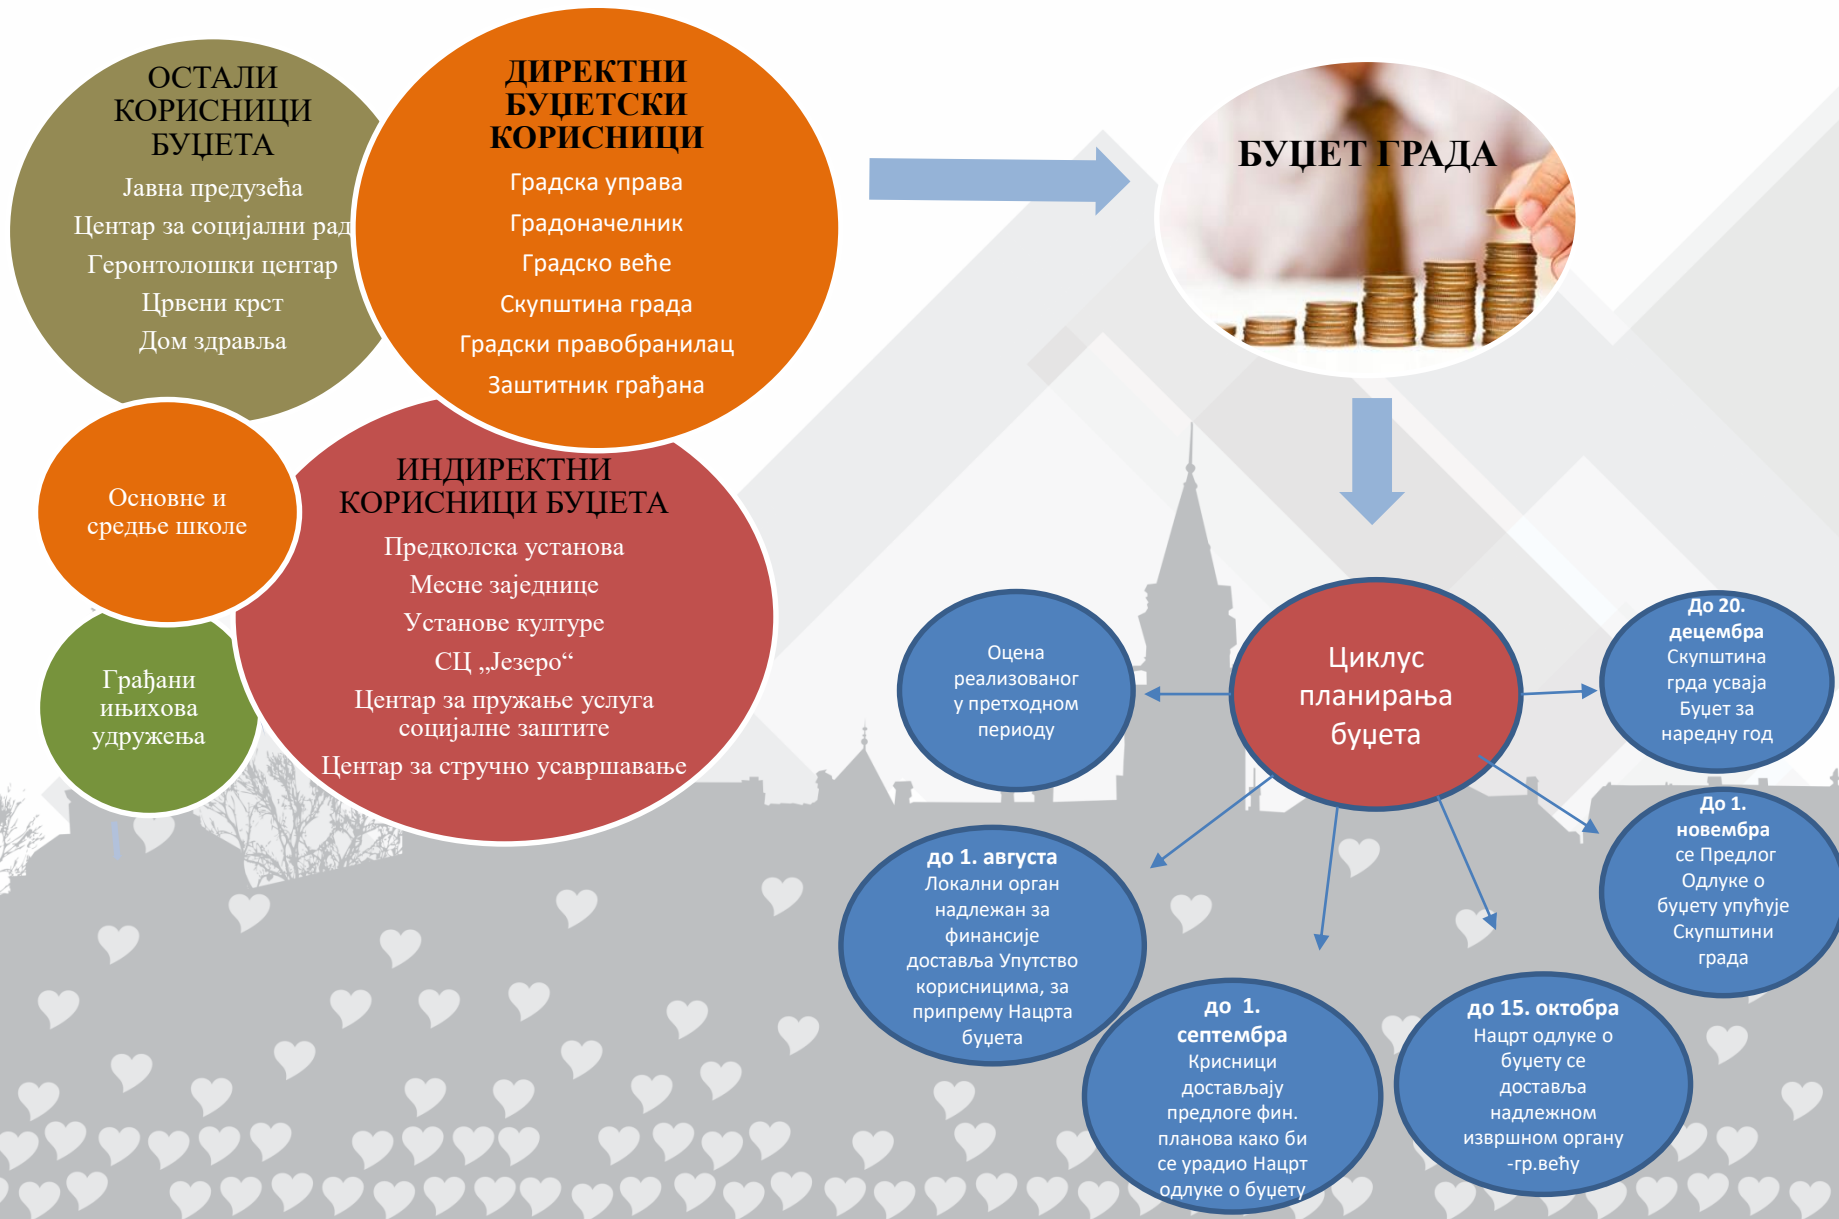 ОСТАЛИ
КОРИСНИЦИ
БУЏЕТА
Јавна предузећа
Центар за социјални рад
Геронтолошки центар
Црвени крст
Дом здравља
ДИРЕКТНИ
БУЏЕТСКИ
КОРИСНИЦИ
Градска управа
Градоначелник
Градско веће
Скупштина града
Градски правобранилац
Заштитник грађана
Основне и
средње школе
Грађани
ињихова
удружења
ИНДИРЕКТНИ
КОРИСНИЦИ БУЏЕТА
Предколска установа
Месне заједнице
Установе културе
СЦ „Језеро“
Центар за пружање услуга
социјалне заштите
Центар за стручно усавршавање
БУЏЕТ ГРАДА
Циклус
планирања
буџета
Оцена
реализованог
у претходном
периоду
до 1. августа
Локални орган
надлежан за
финансије
доставља Упутство
корисницима, за
припрему Нацрта
буџета
до  1.
септембра
Крисници
достављају
предлоге фин.
планова како би
се урадио Нацрт
одлуке о буџету
до 15. октобра
Нацрт одлуке о
буџету се
доставља
надлежном
извршном органу
-гр.већу
До 1.
новембра
се Предлог
Одлуке о
буџету упућује
Скупштини
града
До 20.
децембра
Скупштина
грда усваја
Буџет за
наредну год